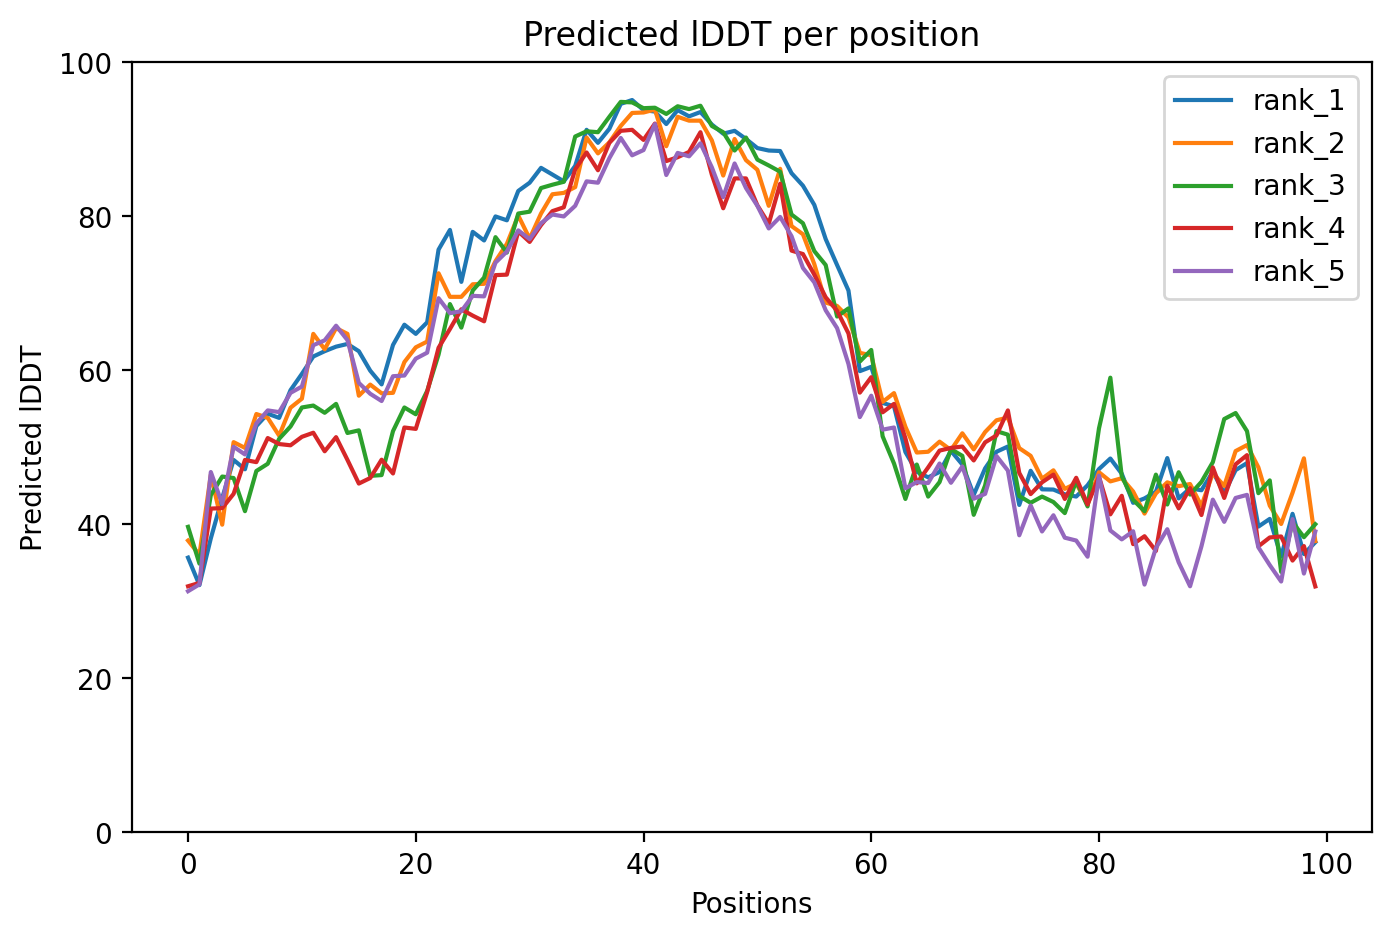 Predicted lDDT per position
100
80
60
40
20
0
Predicted lDDT
rank_1
rank_2
rank_3
rank_4
rank_5
0 20 40 60 80 100
Positions